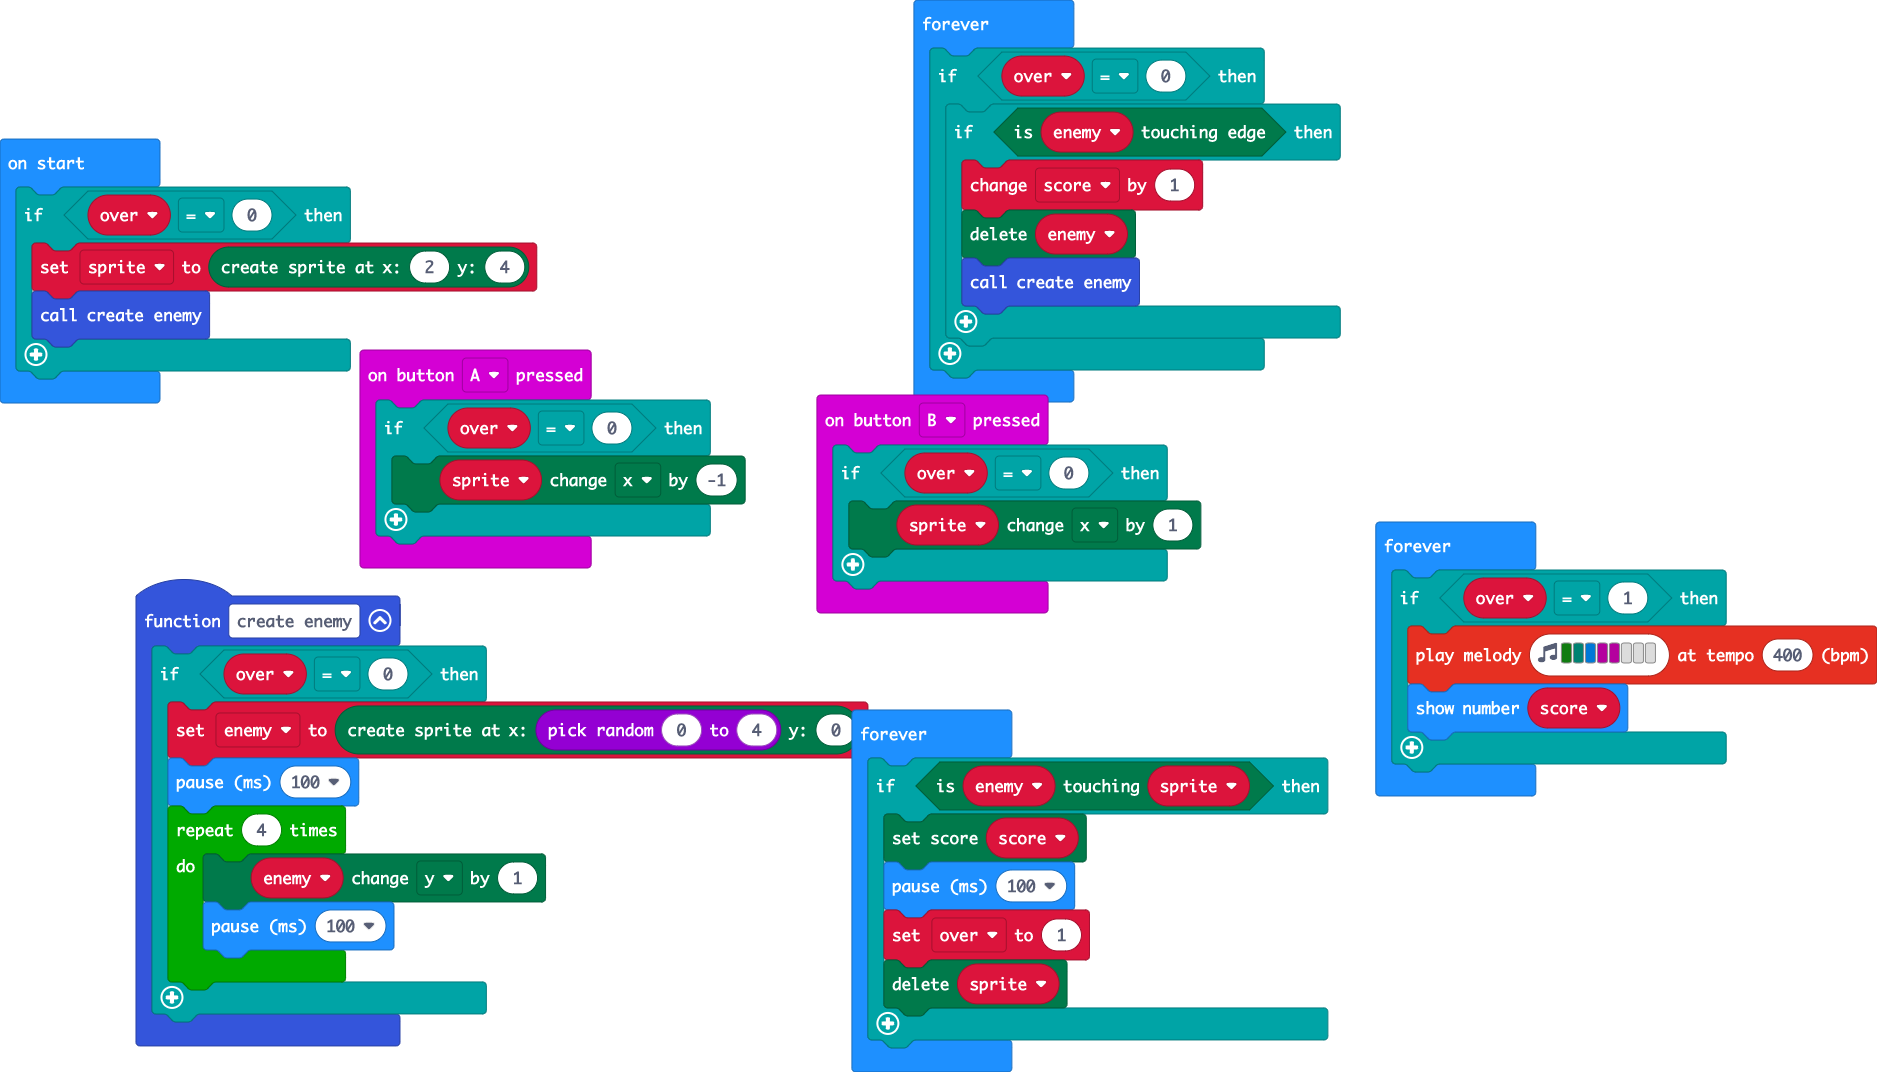 on start
if over = 0 then
set sprite to create sprite at x: 2 y: 4
call create enemy
on button A pressed
if over = 0 then
sprite change x by -1
forever
if over = 0 then
if is enemy touching edge then
change score by 1
delete enemy
call create enemy
on button B pressed
if over = 0 then
sprite change x by 1
function create enemy
if over = 0 then
set enemy to create sprite at x: pick random 0 to 4 y: 0
pause (ms) 100
repeat 4 times
do enemy change y by 1
pause (ms) 100
forever
if is enemy touching sprite then
set score score
pause (ms) 100
set over to 1
delete sprite
forever
if over = 1 then
play melody at tempo 400 (bpm)
show number score